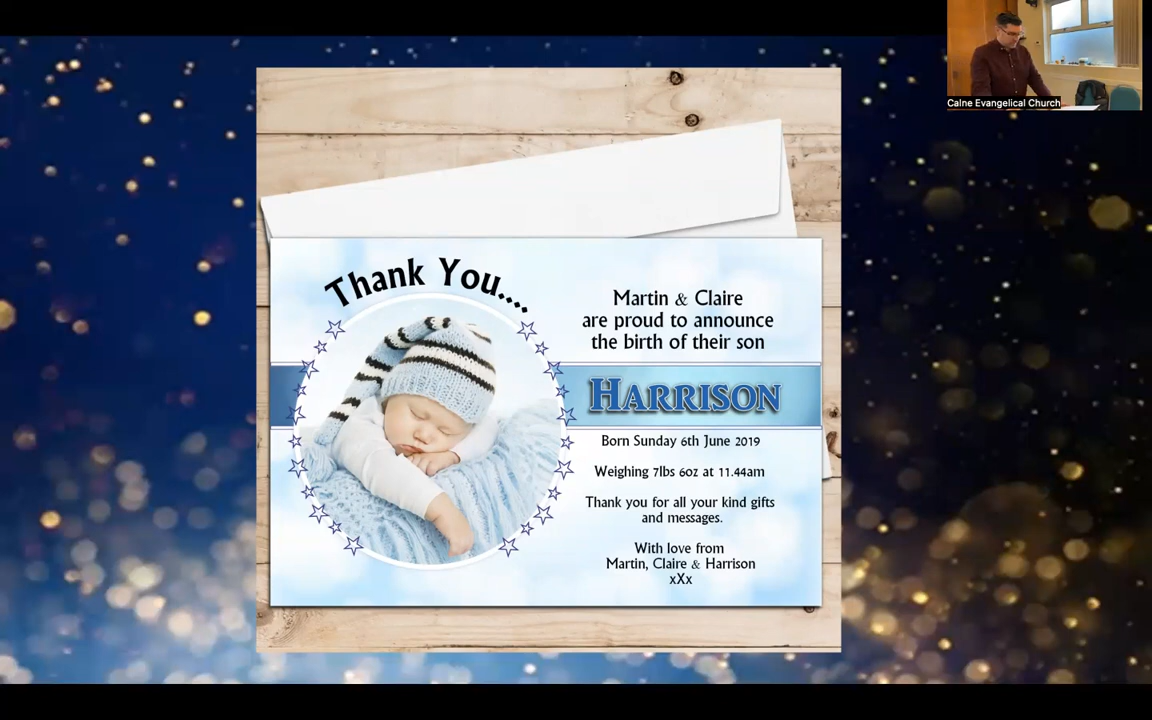 Calne Evangelical Church
Thank You....
Martin & Claire
are proud to announce
the birth of their son
HARRISON
Born Sunday 6th June 2019
Weighing 7lbs 6oz at 11.44am
Thank you for all your kind gifts
and messages.
With love from
Martin, Claire & Harrison
xXx